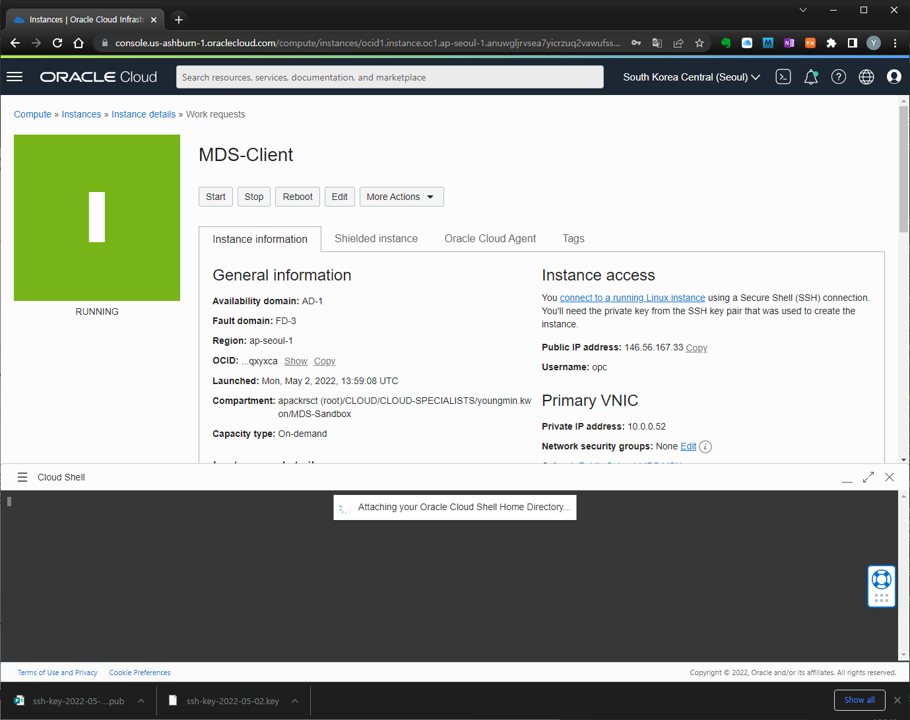 Instances | Oracle Cloud Infrastr
console.us-ashburn-1.oraclecloud.com/compute/instances/ocid1.instance.oc1.ap-seoul-1.anuwgljrvsea7yicrzuq2vawufss...
ORACLE Cloud
Search resources, services, documentation, and marketplace
South Korea Central (Seoul)
Compute » Instances » Instance details » Work requests
MDS-Client
Start Stop Reboot Edit More Actions
RUNNING
Instance information Shielded instance Oracle Cloud Agent Tags
General information
Availability domain: AD-1
Fault domain: FD-3
Region: ap-seoul-1
OCID: ...qxyxca Show Copy
Launched: Mon, May 2, 2022, 13:59:08 UTC
Compartment: apackrsct (root)/CLOUD/CLOUD-SPECIALISTS/youngmin.kw
on/MDS-Sandbox
Capacity type: On-demand
Instance access
You connect to a running Linux instance using a Secure Shell (SSH) connection.
You'll need the private key from the SSH key pair that was used to create the
instance.
Public IP address: 146.56.167.33 Copy
Username: opc
Primary VNIC
Private IP address: 10.0.0.52
Network security groups: None Edit
Cloud Shell
Attaching your Oracle Cloud Shell Home Directory...
Terms of Use and Privacy Cookie Preferences
Copyright © 2022, Oracle and/or its affiliates. All rights reserved.
ssh-key-2022-05-....pub
ssh-key-2022-05-02.key
Show all